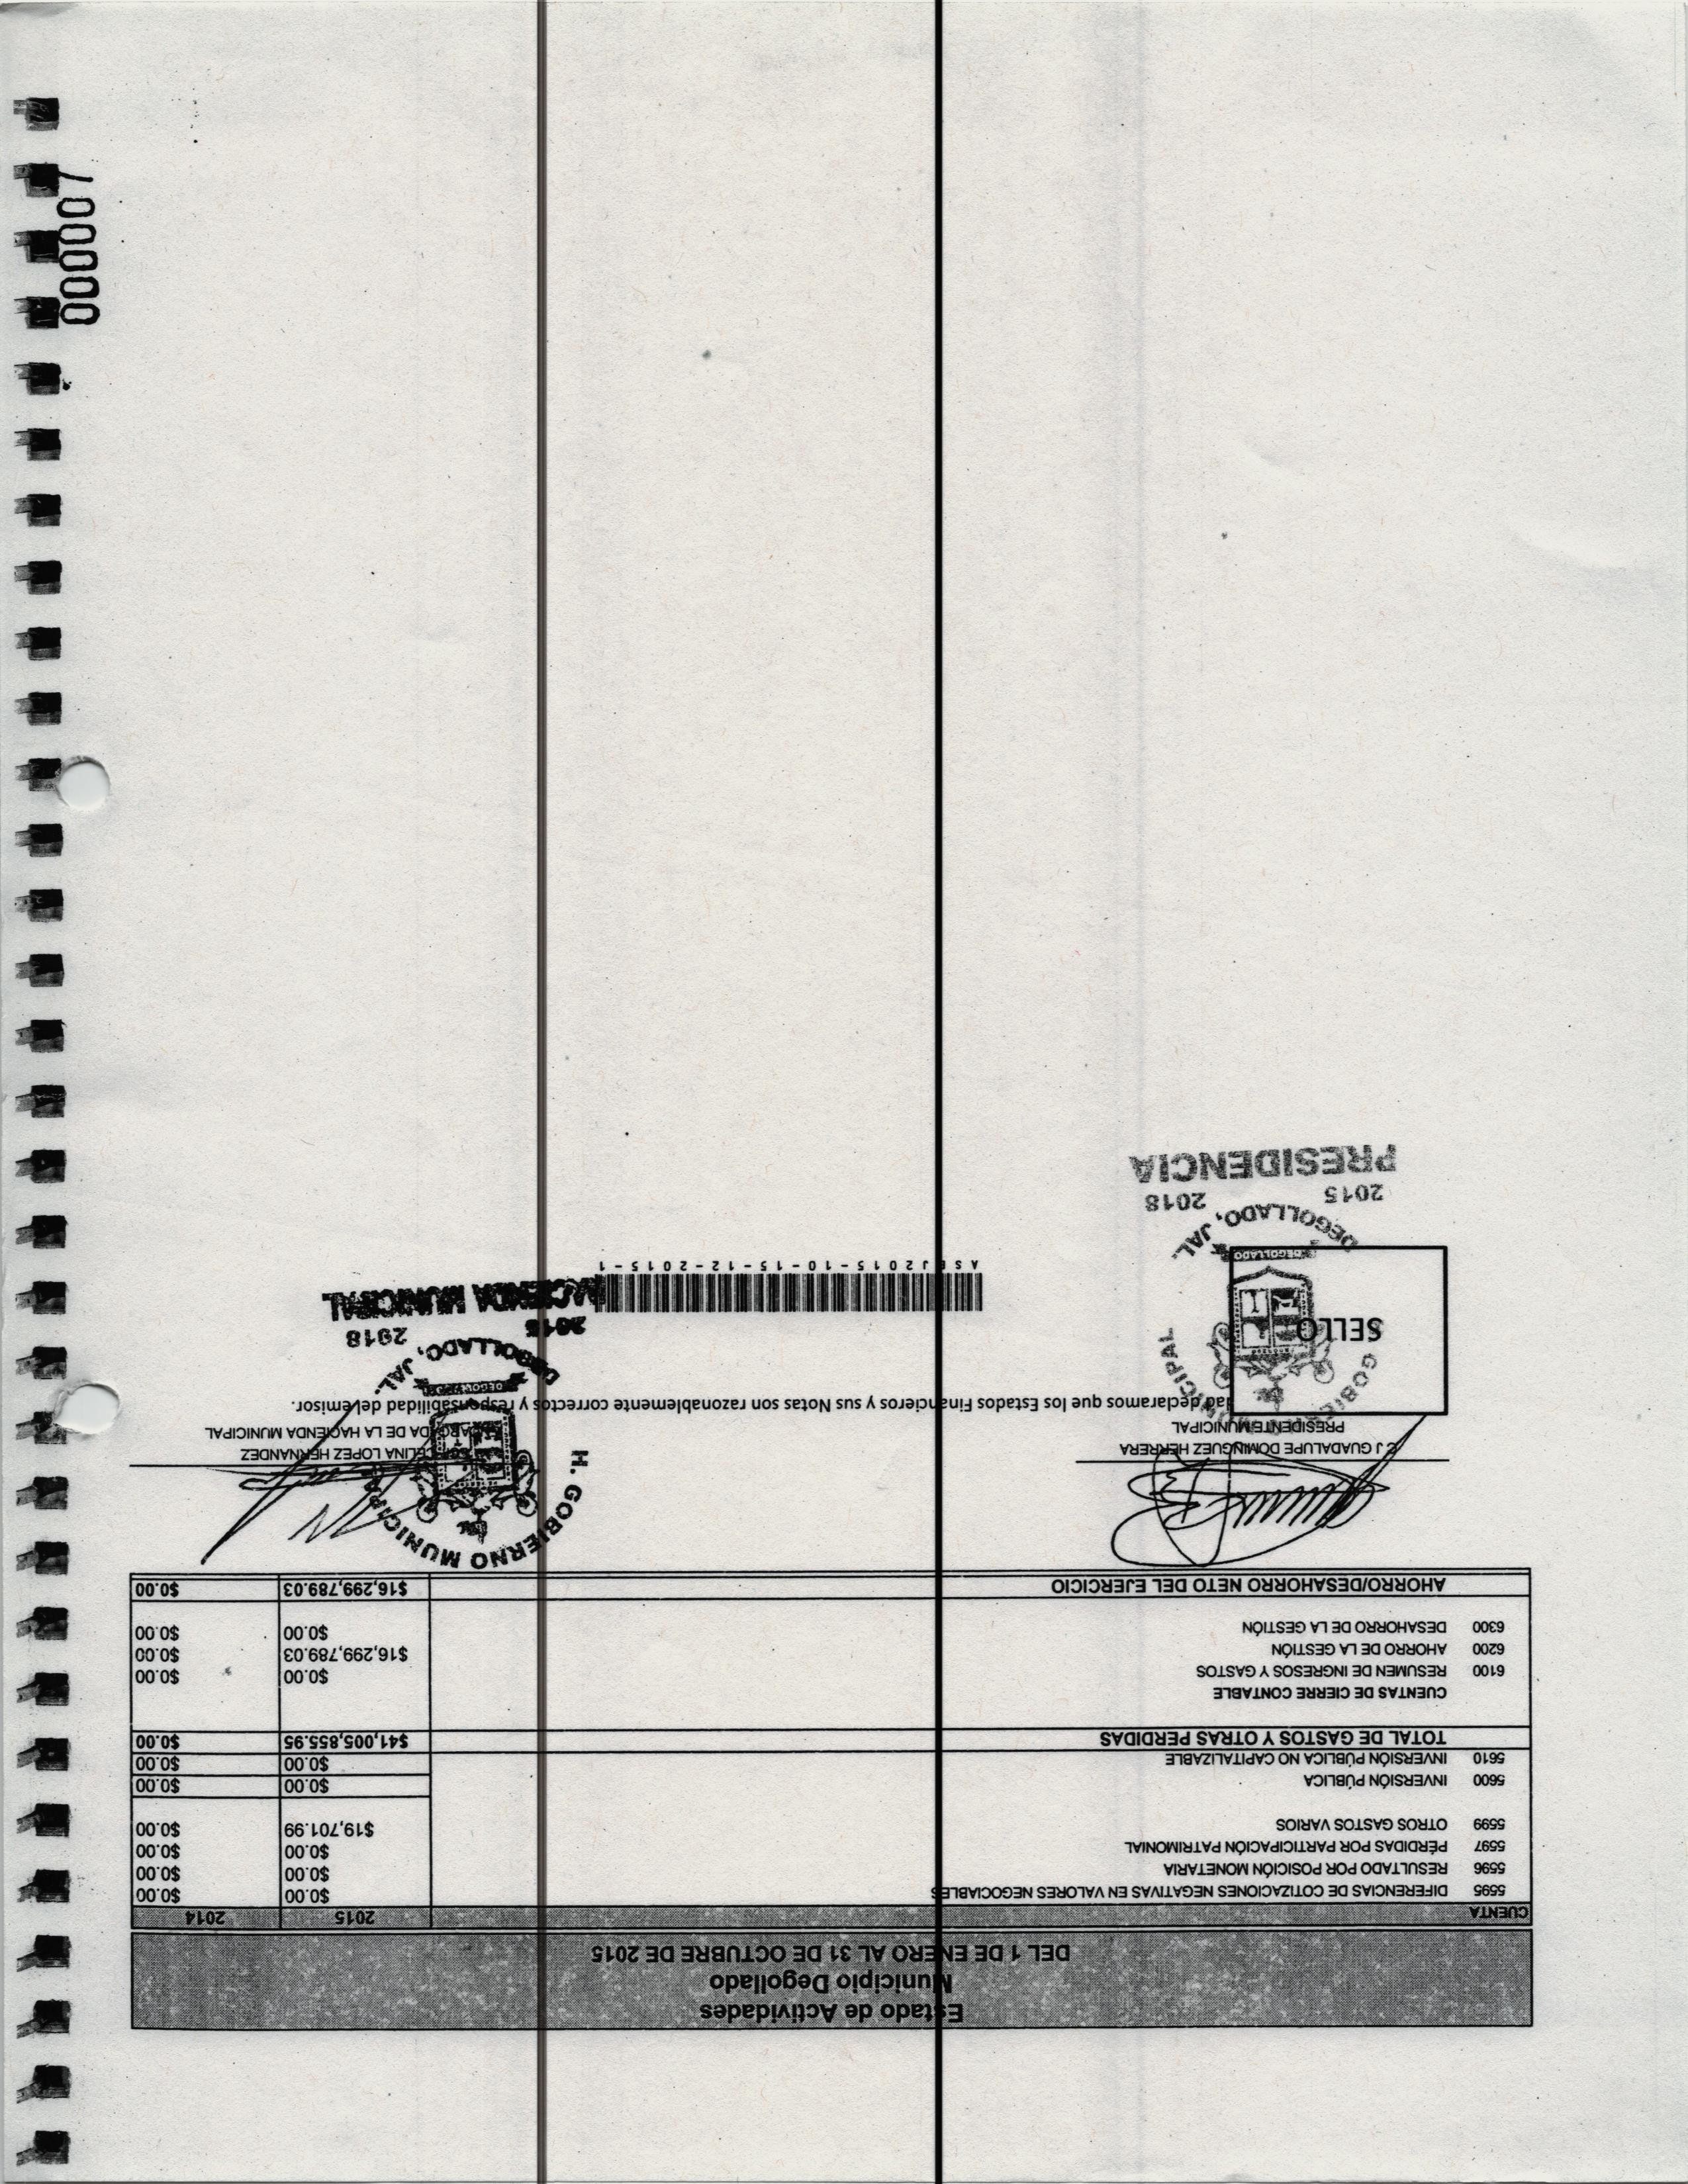 Estado de Actividades
Municipio Degollado
DEL 1 DE ENERO AL 31 DE OCTUBRE DE 2015
CUENTA 2015 2014
5595 DIFERENCIAS DE COTIZACIONES NEGATIVAS EN VALORES NEGOCIABLES $0.00 $0.00
5596 RESULTADO POR POSICIÓN MONETARIA $0.00 $0.00
5597 PÉRDIDAS POR PARTICIPACIÓN PATRIMONIAL $0.00 $0.00
5599 OTROS GASTOS VARIOS $19,701.99 $0.00
5600 INVERSIÓN PÚBLICA $0.00 $0.00
5610 INVERSIÓN PÚBLICA NO CAPITALIZABLE $0.00 $0.00
TOTAL DE GASTOS Y OTRAS PERDIDAS $41,005,855.95 $0.00
CUENTAS DE CIERRE CONTABLE
6100 RESUMEN DE INGRESOS Y GASTOS $0.00 $0.00
6200 AHORRO DE LA GESTIÓN $16,299,789.03 $0.00
6300 DESAHORRO DE LA GESTIÓN $0.00 $0.00
AHORRO/DESAHORRO NETO DEL EJERCICIO $16,299,789.03 $0.00
C J GUADALUPE DOMINGUEZ HERRERA
PRESIDENTE MUNICIPAL
CELINA LOPEZ HERNANDEZ
DE LA HACIENDA MUNICIPAL
declaramos que los Estados Financieros y sus Notas son razonablemente correctos y responsabilidad del emisor.
SELLO
GOBIERNO MUNICIPAL
DEGOLLADO
DEGOLLADO, JAL.
2015 2018
PRESIDENCIA
H. GOBIERNO MUNICIPAL
DEGOLLADO
DEGOLLADO, JAL.
2015 2018
HACIENDA MUNICIPAL
ASEJ2015-10-15-12-2015-1
000007